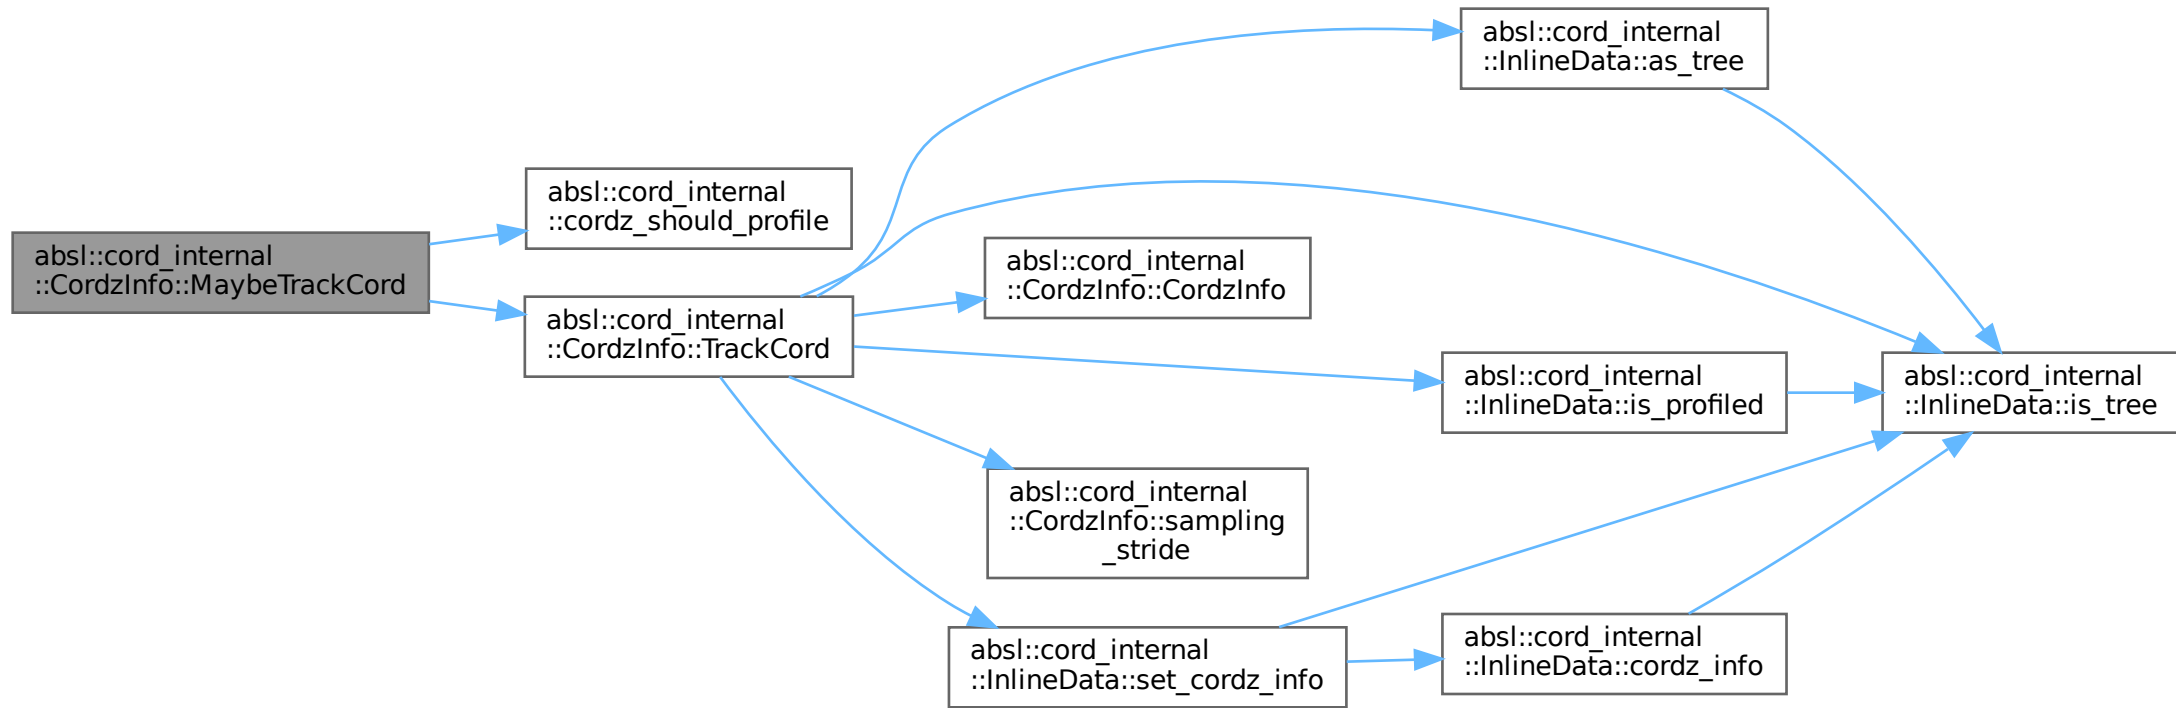 absl::cord_internal
::CordzInfo::MaybeTrackCord
absl::cord_internal
::cordz_should_profile
absl::cord_internal
::CordzInfo::TrackCord
absl::cord_internal
::InlineData::as_tree
absl::cord_internal
::CordzInfo::CordzInfo
absl::cord_internal
::InlineData::is_profiled
absl::cord_internal
::InlineData::is_tree
absl::cord_internal
::CordzInfo::sampling
_stride
absl::cord_internal
::InlineData::set_cordz_info
absl::cord_internal
::InlineData::cordz_info